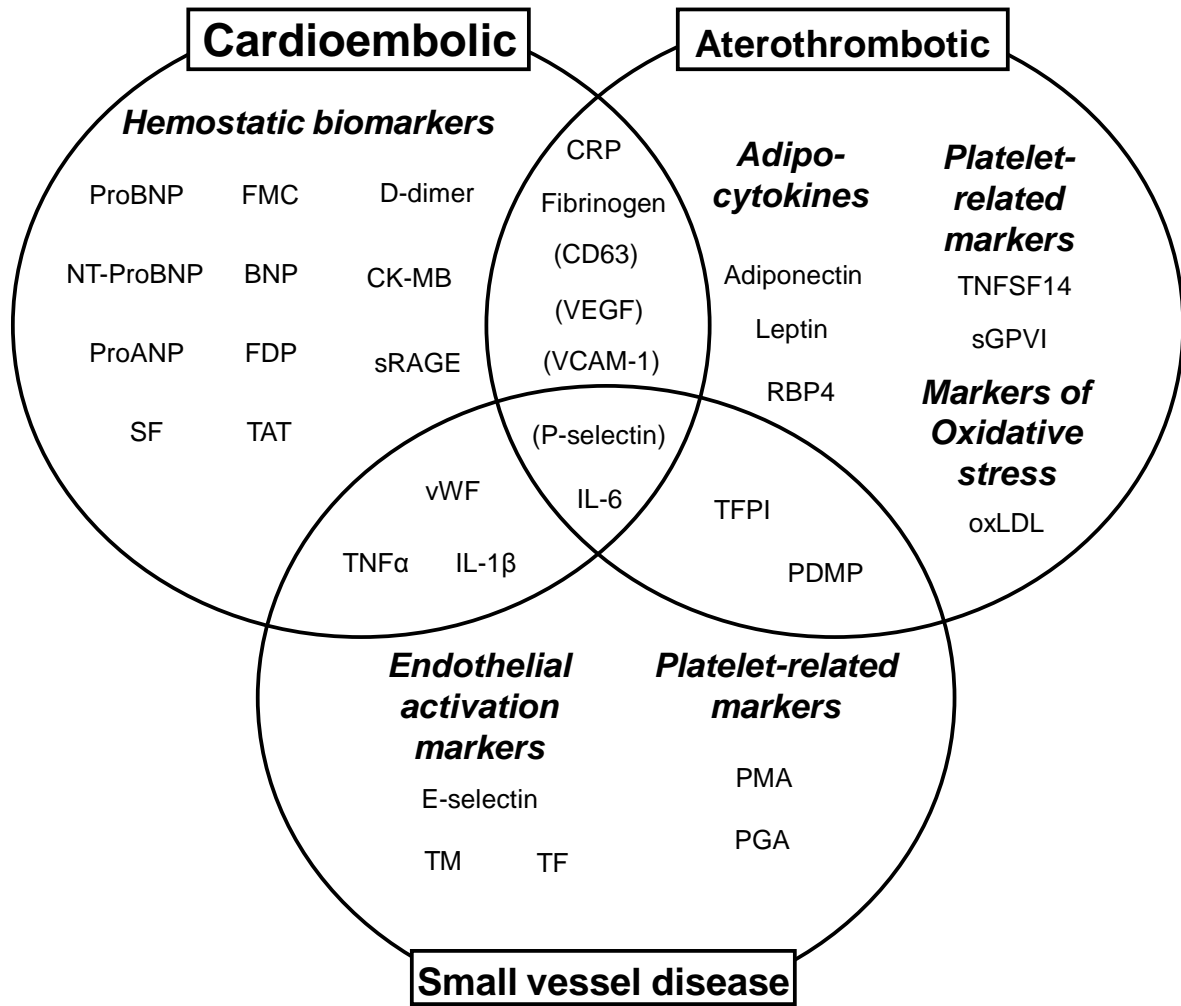 Cardioembolic
Aterothrombotic
Hemostatic biomarkers
ProBNP FMC D-dimer
NT-ProBNP BNP CK-MB
ProANP FDP sRAGE
SF TAT
CRP
Fibrinogen
(CD63)
(VEGF)
(VCAM-1)
Adipo-
cytokines
Adiponectin
Leptin
RBP4
Platelet-
related
markers
TNFSF14
sGPVI
Markers of
Oxidative
stress
oxLDL
(P-selectin)
IL-6
vWF
TNFα IL-1β
TFPI
PDMP
Endothelial
activation
markers
E-selectin
TM TF
Platelet-related
markers
PMA
PGA
Small vessel disease